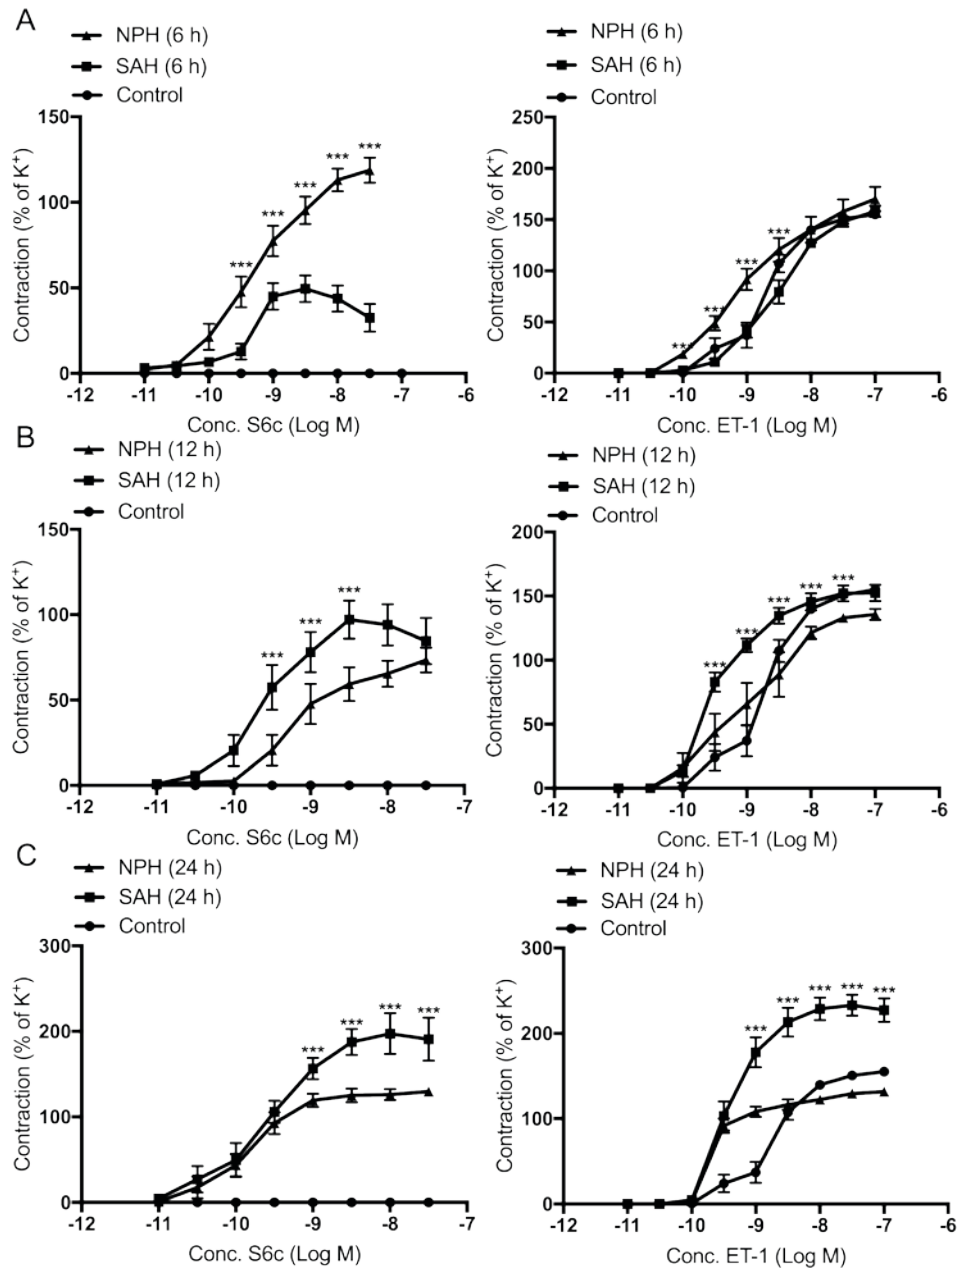 A
NPH (6 h)
SAH (6 h)
Control
150
100
50
0
Contraction (% of K⁺)
*** *** *** *** ***
-12 -11 -10 -9 -8 -7 -6
Conc. S6c (Log M)
NPH (6 h)
SAH (6 h)
Control
250
200
150
100
50
0
Contraction (% of K⁺)
*** *** *** ***
-12 -11 -10 -9 -8 -7 -6
Conc. ET-1 (Log M)
B
NPH (12 h)
SAH (12 h)
Control
150
100
50
0
Contraction (% of K⁺)
*** *** ***
-12 -11 -10 -9 -8 -7
Conc. S6c (Log M)
NPH (12 h)
SAH (12 h)
Control
200
150
100
50
0
Contraction (% of K⁺)
*** *** *** *** ***
-12 -11 -10 -9 -8 -7 -6
Conc. ET-1 (Log M)
C
NPH (24 h)
SAH (24 h)
Control
300
200
100
0
Contraction (% of K⁺)
*** *** *** ***
-12 -11 -10 -9 -8 -7
Conc. S6c (Log M)
NPH (24 h)
SAH (24 h)
Control
300
200
100
0
Contraction (% of K⁺)
*** *** *** *** ***
-12 -11 -10 -9 -8 -7 -6
Conc. ET-1 (Log M)